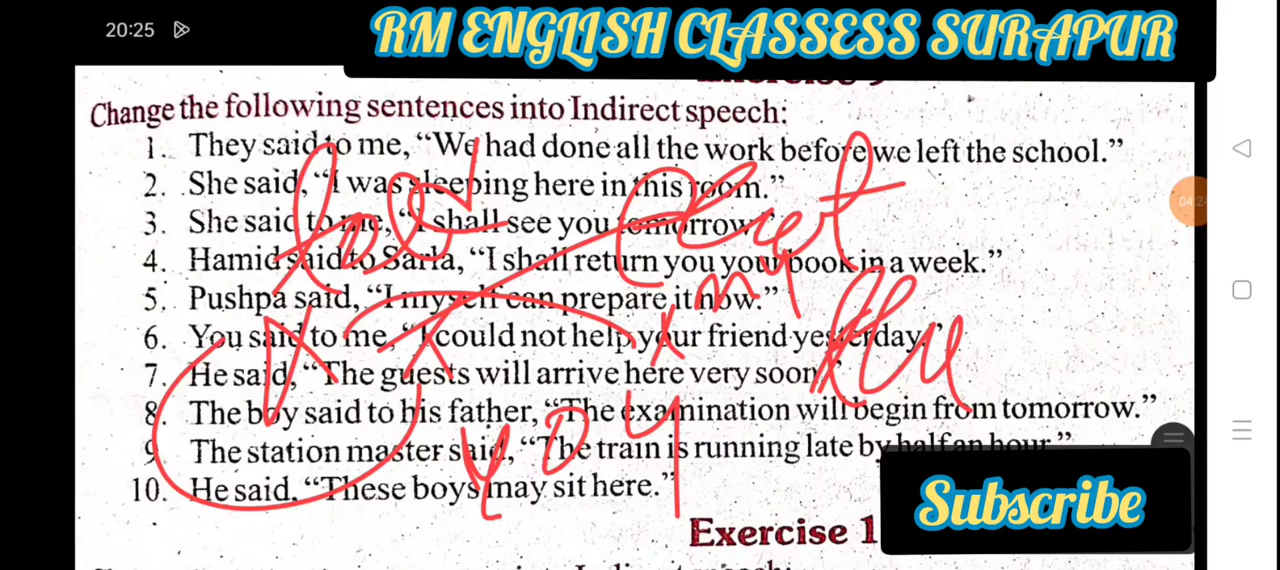 20:25
RM ENGLISH CLASSESS SURAPUR
Change the following sentences into Indirect speech:
1. They said to me, “We had done all the work before we left the school.”
2. She said, “I was sleeping here in this room.”
3. She said to me, “I shall see you tomorrow.”
4. Hamid said to Sarla, “I shall return you your book in a week.”
5. Pushpa said, “I myself can prepare it now.”
6. You said to me, “I could not help your friend yesterday.”
7. He said, “The guests will arrive here very soon.”
8. The boy said to his father, “The examination will begin from tomorrow.”
9. The station master said, “The train is running late by half an hour.”
10. He said, “These boys may sit here.”
Subscribe
Exercise 1
04:24